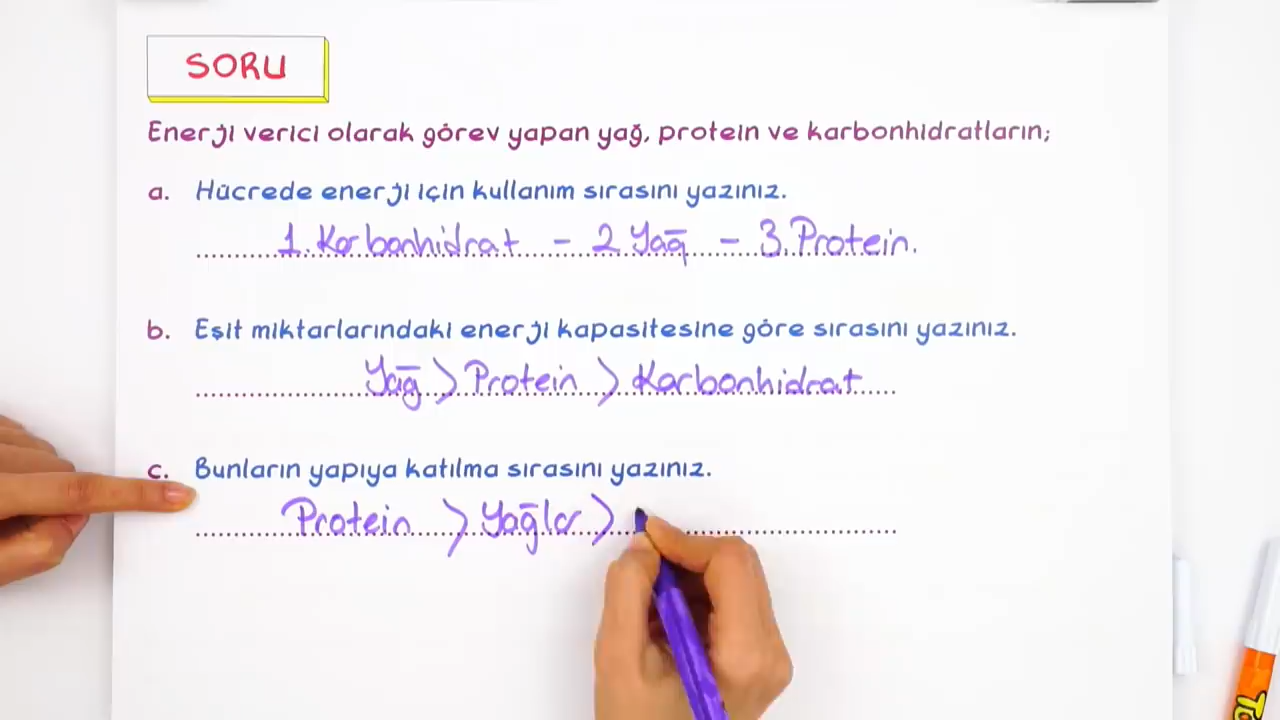 SORU
Enerji verici olarak görev yapan yağ, protein ve karbonhidratların;
a. Hücrede enerji için kullanım sırasını yazınız.
1. Karbonhidrat - 2. Yağ - 3. Protein.
b. Eşit miktarlarındaki enerji kapasitesine göre sırasını yazınız.
Yağ > Protein > Karbonhidrat
c. Bunların yapıya katılma sırasını yazınız.
Protein > Yağlar >